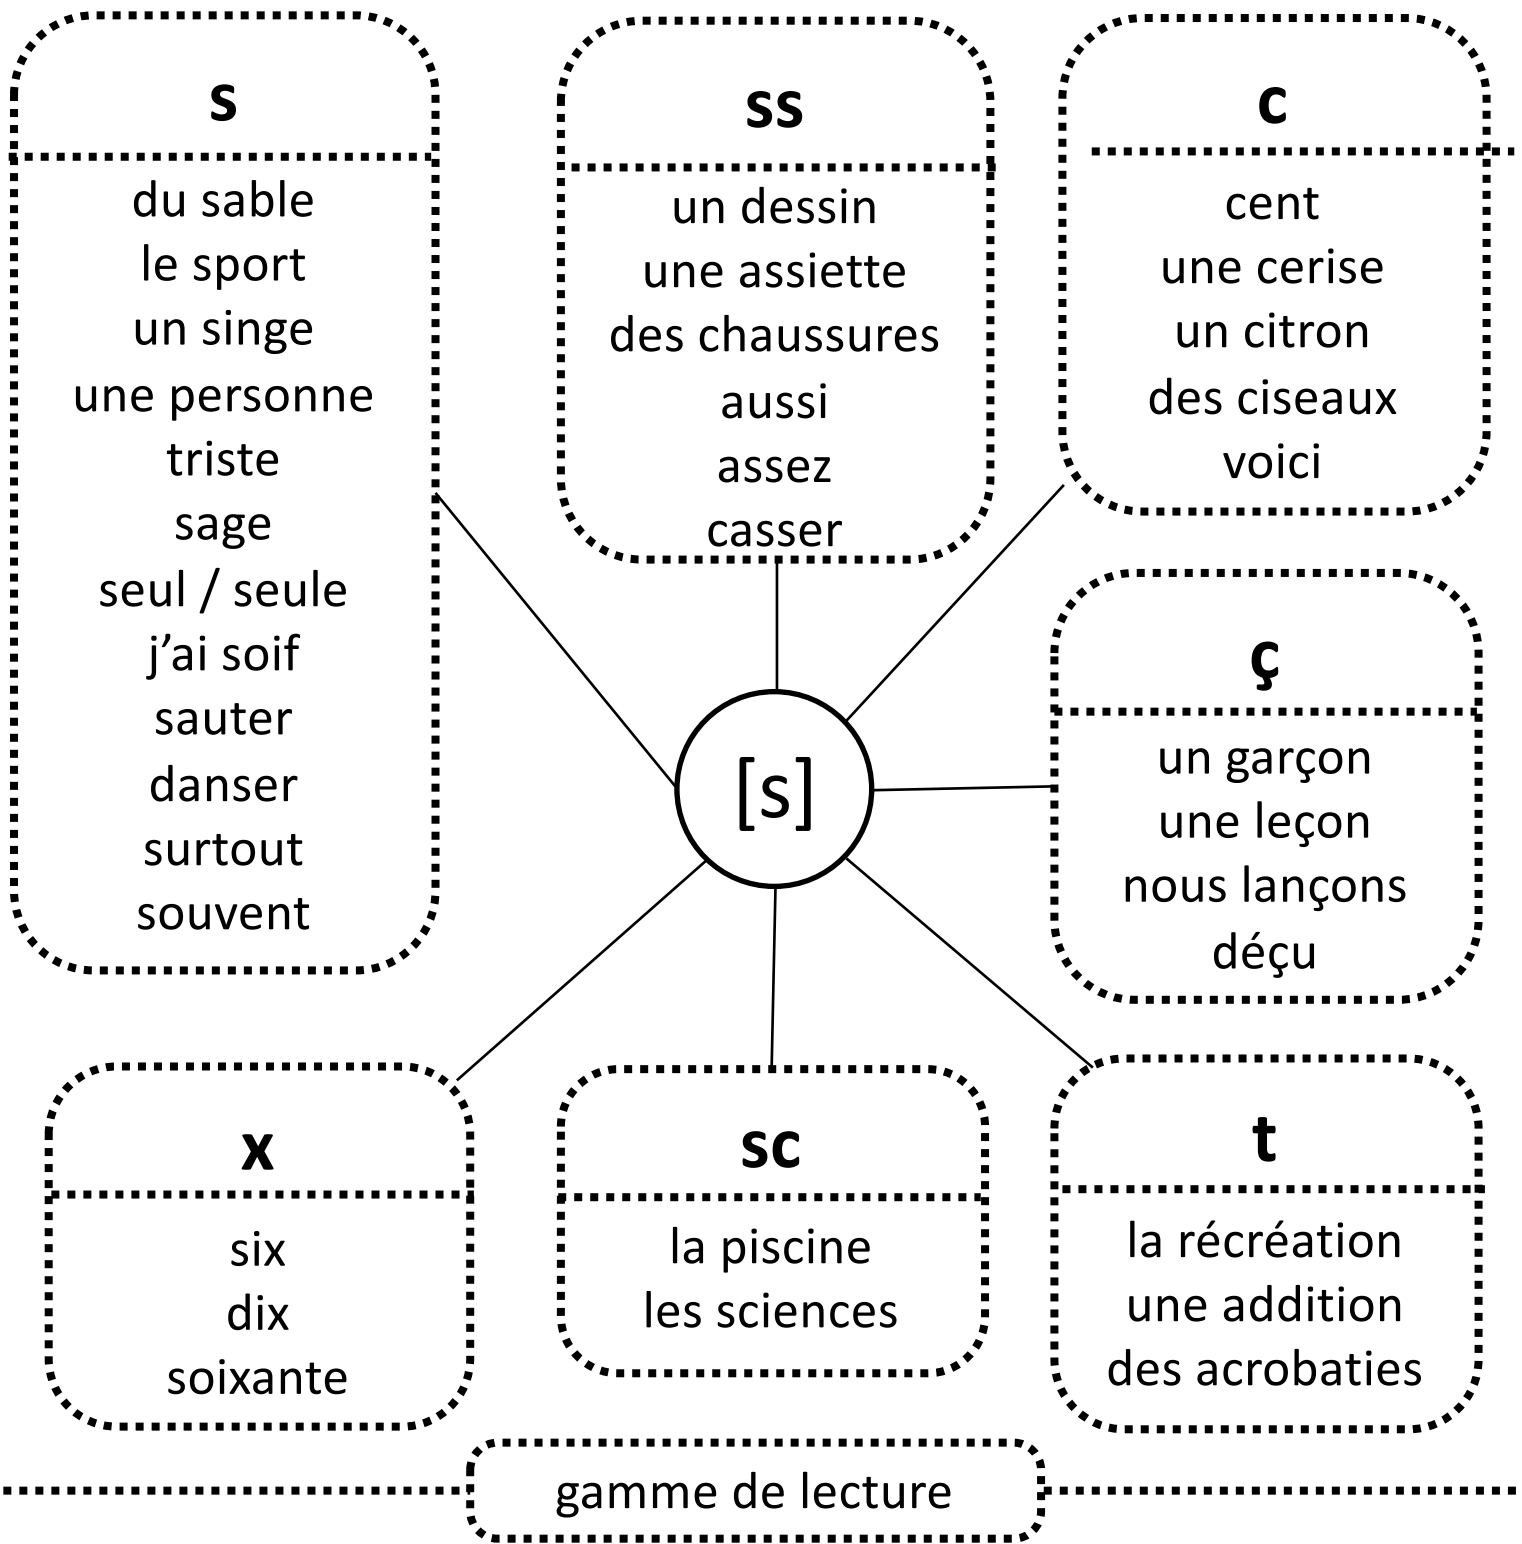 s
du sable
le sport
un singe
une personne
triste
sage
seul / seule
j’ai soif
sauter
danser
surtout
souvent
ss
un dessin
une assiette
des chaussures
aussi
assez
casser
c
cent
une cerise
un citron
des ciseaux
voici
[s]
ç
un garçon
une leçon
nous lançons
déçu
x
six
dix
soixante
sc
la piscine
les sciences
t
la récréation
une addition
des acrobaties
gamme de lecture